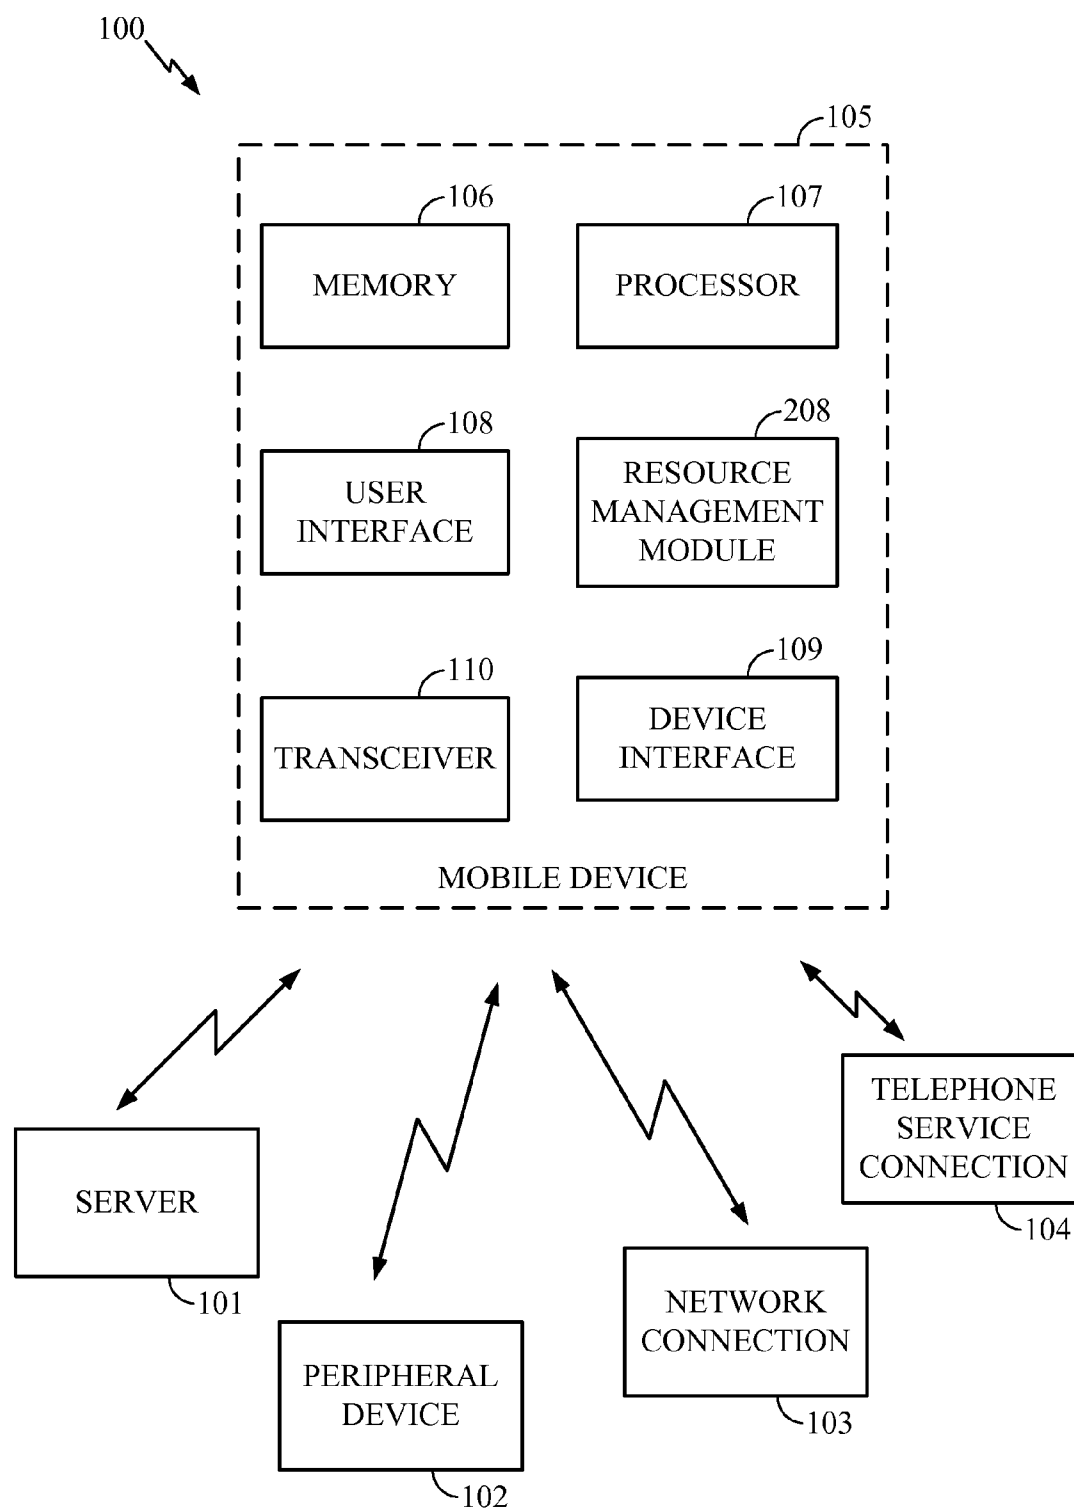 100
105
106
107
MEMORY
PROCESSOR
108
208
USER
INTERFACE
RESOURCE
MANAGEMENT
MODULE
110
109
TRANSCEIVER
DEVICE
INTERFACE
MOBILE DEVICE
TELEPHONE
SERVICE
CONNECTION
104
SERVER
101
NETWORK
CONNECTION
103
PERIPHERAL
DEVICE
102